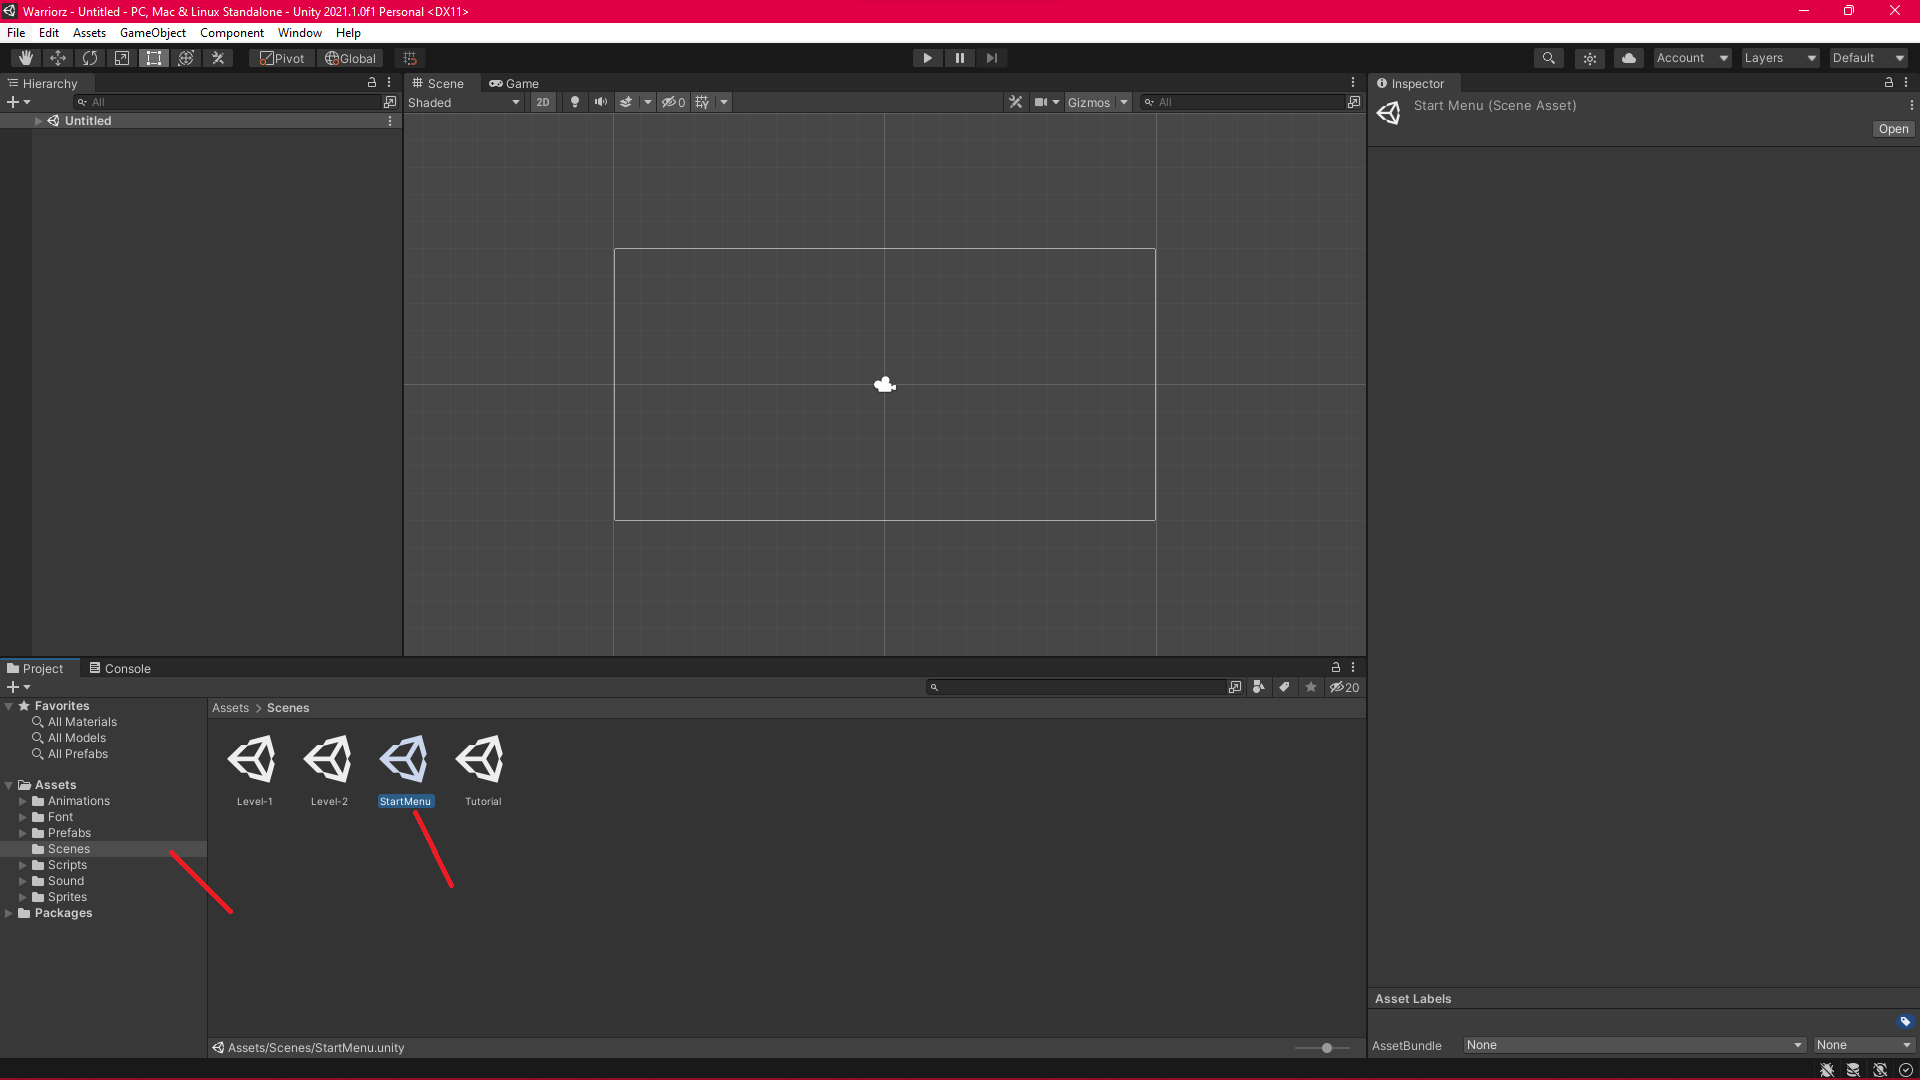 Warriorz - Untitled - PC, Mac & Linux Standalone - Unity 2021.1.0f1 Personal <DX11>
File Edit Assets GameObject Component Window Help
Pivot Global Account Layers Default
Hierarchy
All
Untitled
Scene Game
Shaded 2D 0 Gizmos All
Inspector
Start Menu (Scene Asset)
Open
Project Console
20
Favorites
All Materials
All Models
All Prefabs
Assets
Animations
Font
Prefabs
Scenes
Scripts
Sound
Sprites
Packages
Assets > Scenes
Level-1 Level-2 StartMenu Tutorial
Assets/Scenes/StartMenu.unity
Asset Labels
AssetBundle None None